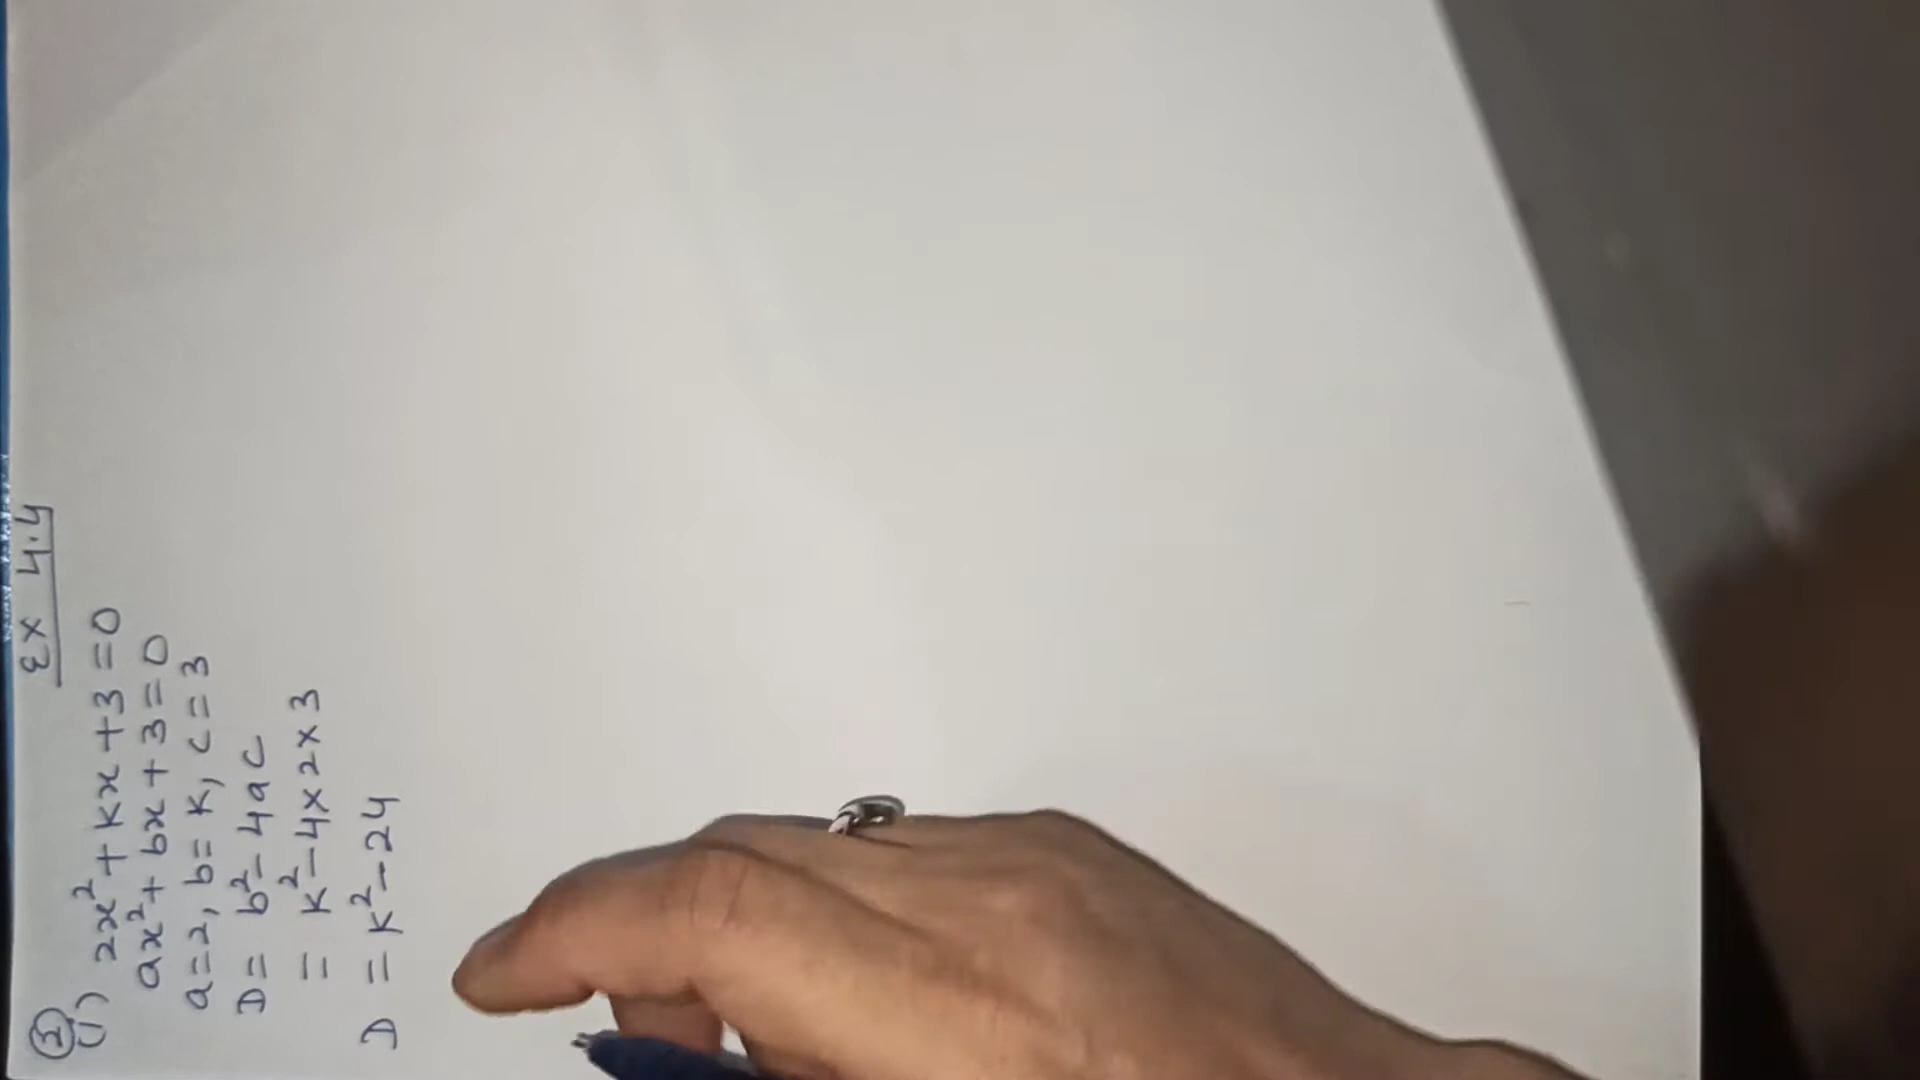 Ex 4.4
② (i) 2x² + kx + 3 = 0
ax² + bx + 3 = 0
a = 2, b = k, c = 3
D = b² - 4ac
= k² - 4 x 2 x 3
D = k² - 24